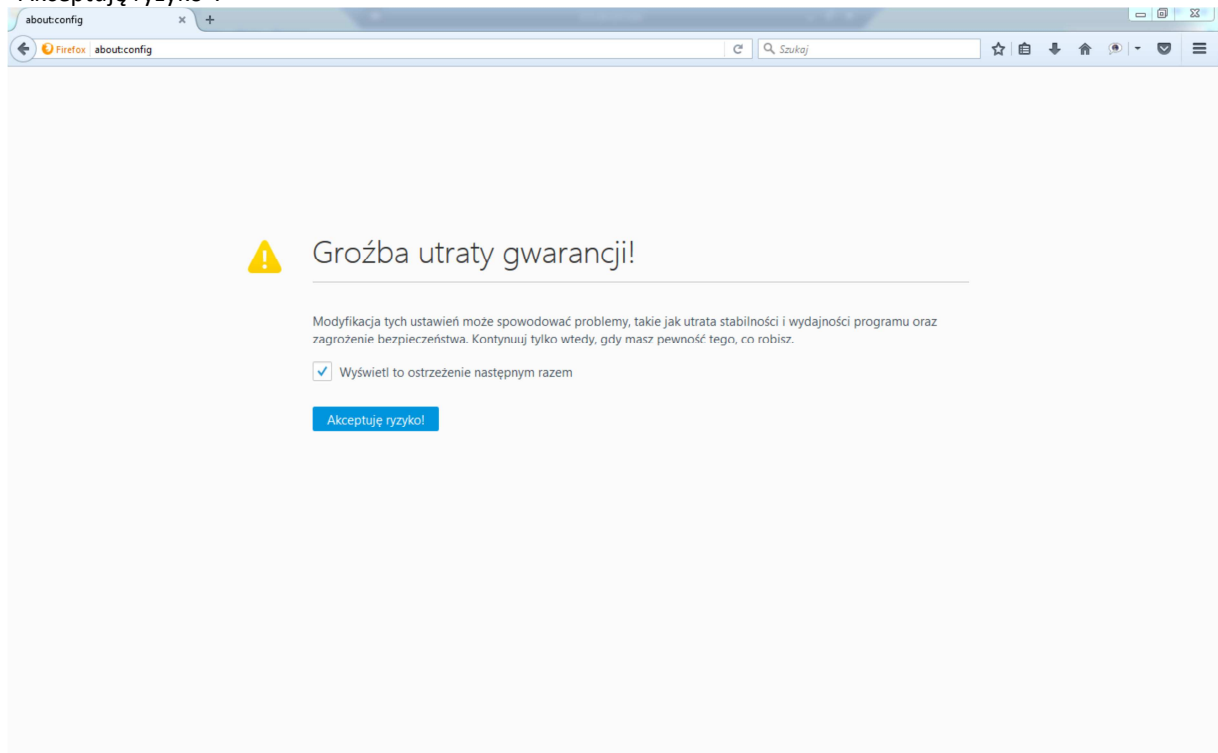 about:config
Firefox about:config
Szukaj
Groźba utraty gwarancji!
Modyfikacja tych ustawień może spowodować problemy, takie jak utrata stabilności i wydajności programu oraz
zagrożenie bezpieczeństwa. Kontynuuj tylko wtedy, gdy masz pewność tego, co robisz.
Wyświetl to ostrzeżenie następnym razem
Akceptuję ryzyko!